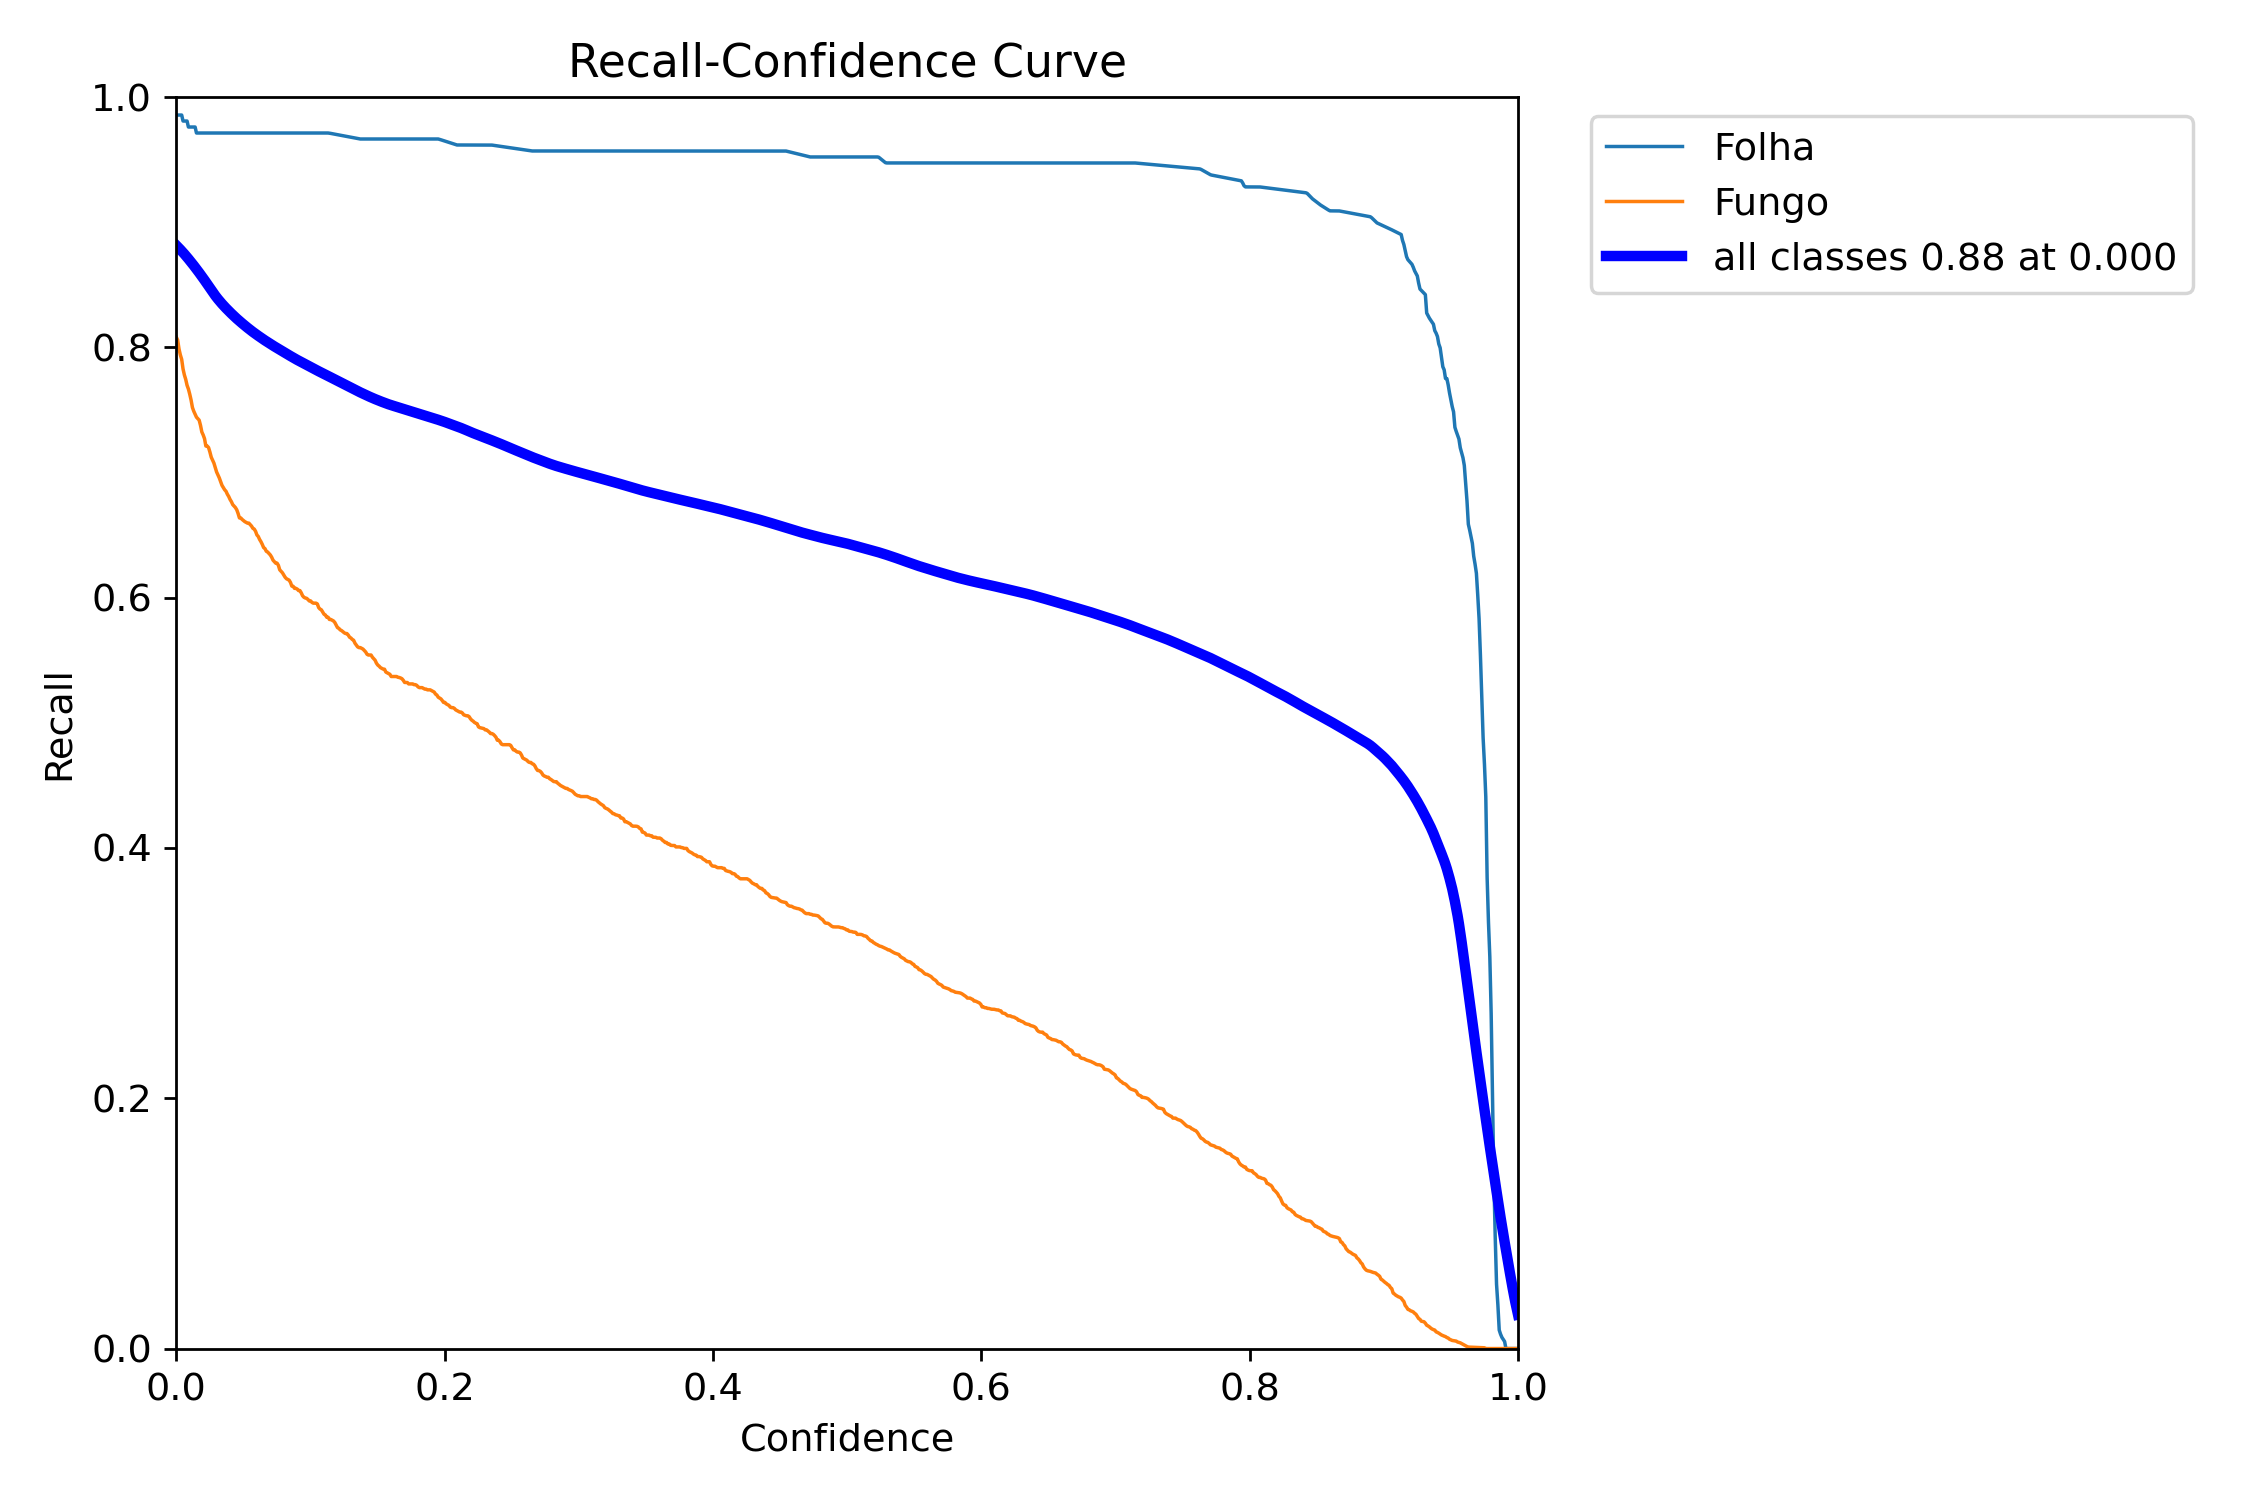 Recall-Confidence Curve
Folha
Fungo
all classes 0.88 at 0.000
Recall
1.0
0.8
0.6
0.4
0.2
0.0
0.0 0.2 0.4 0.6 0.8 1.0
Confidence